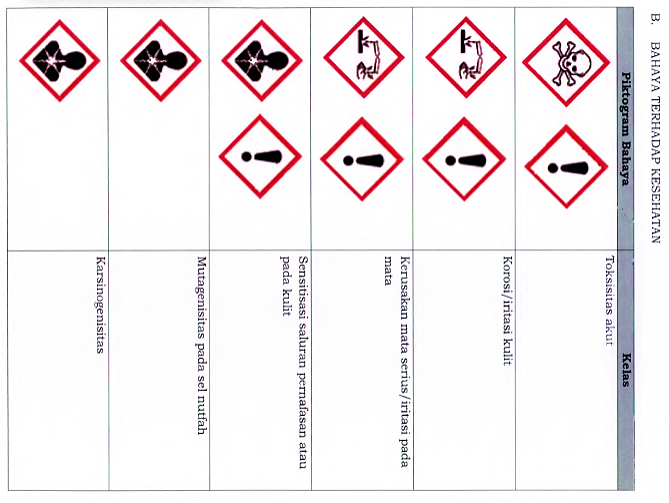 B. BAHAYA TERHADAP KESEHATAN
Piktogram Bahaya
Kelas
Toksisitas akut
Korosi/iritasi kulit
Kerusakan mata serius/iritasi pada
mata
Sensitisasi saluran pernafasan atau
pada kulit
Mutagenisitas pada sel nutfah
Karsinogenisitas